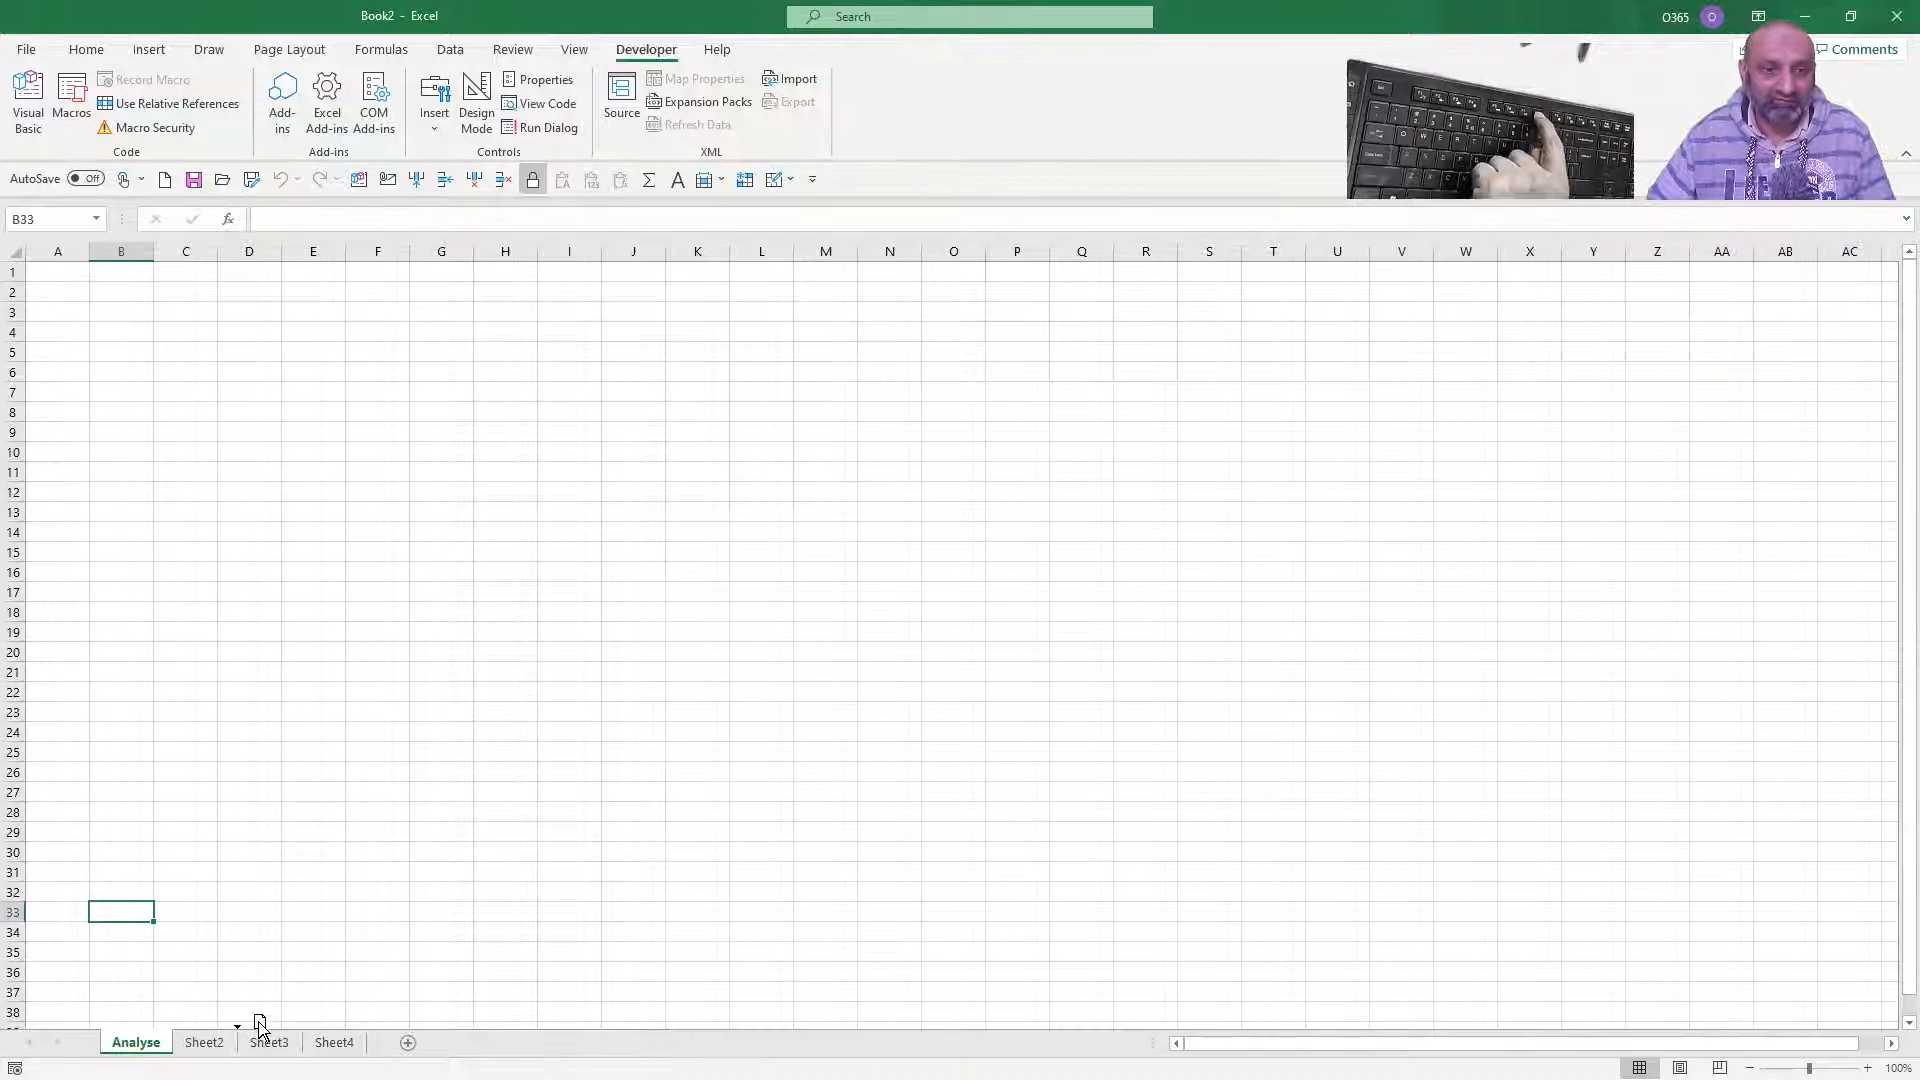 Book2 - Excel
Search
O365
O
File
Home
Insert
Draw
Page Layout
Formulas
Data
Review
View
Developer
Help
Comments
Visual Basic
Macros
Record Macro
Use Relative References
Macro Security
Code
Add-ins
Excel Add-ins
COM Add-ins
Add-ins
Insert
Design Mode
Properties
View Code
Run Dialog
Controls
Source
Map Properties
Expansion Packs
Refresh Data
Import
Export
XML
AutoSave
Off
B33
fx
A B C D E F G H I J K L M N O P Q R S T U V W X Y Z AA AB AC
1
2
3
4
5
6
7
8
9
10
11
12
13
14
15
16
17
18
19
20
21
22
23
24
25
26
27
28
29
30
31
32
33
34
35
36
37
38
Analyse
Sheet2
Sheet3
Sheet4
100%